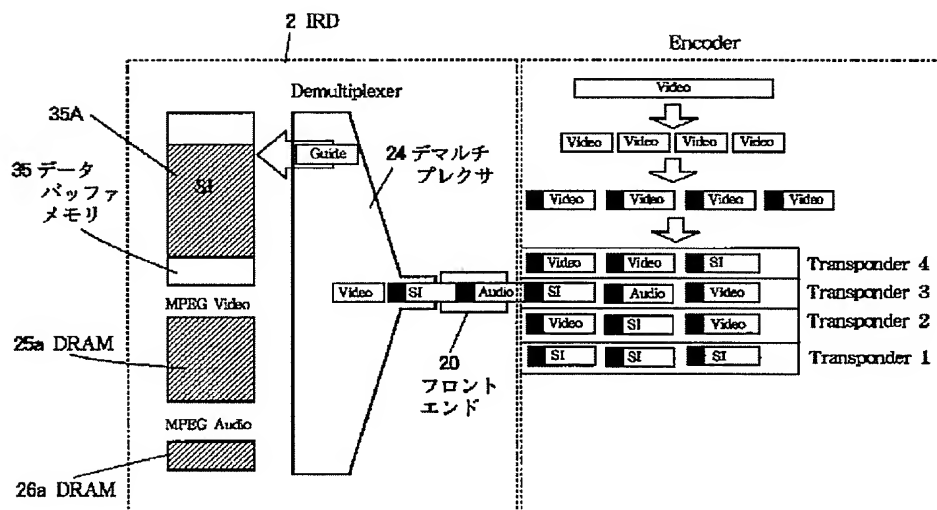 2 IRD
Encoder
Demultiplexer
Video
35A
Guide
24 デマルチ
プレクサ
Video Video Video Video
35 データ
バッファ
メモリ
SI
Video Video Video Video
Video Video SI Transponder 4
Video SI Audio SI Audio Video Transponder 3
MPEG Video
Video SI Video Transponder 2
25a DRAM
SI SI SI Transponder 1
20
フロント
エンド
MPEG Audio
26a DRAM